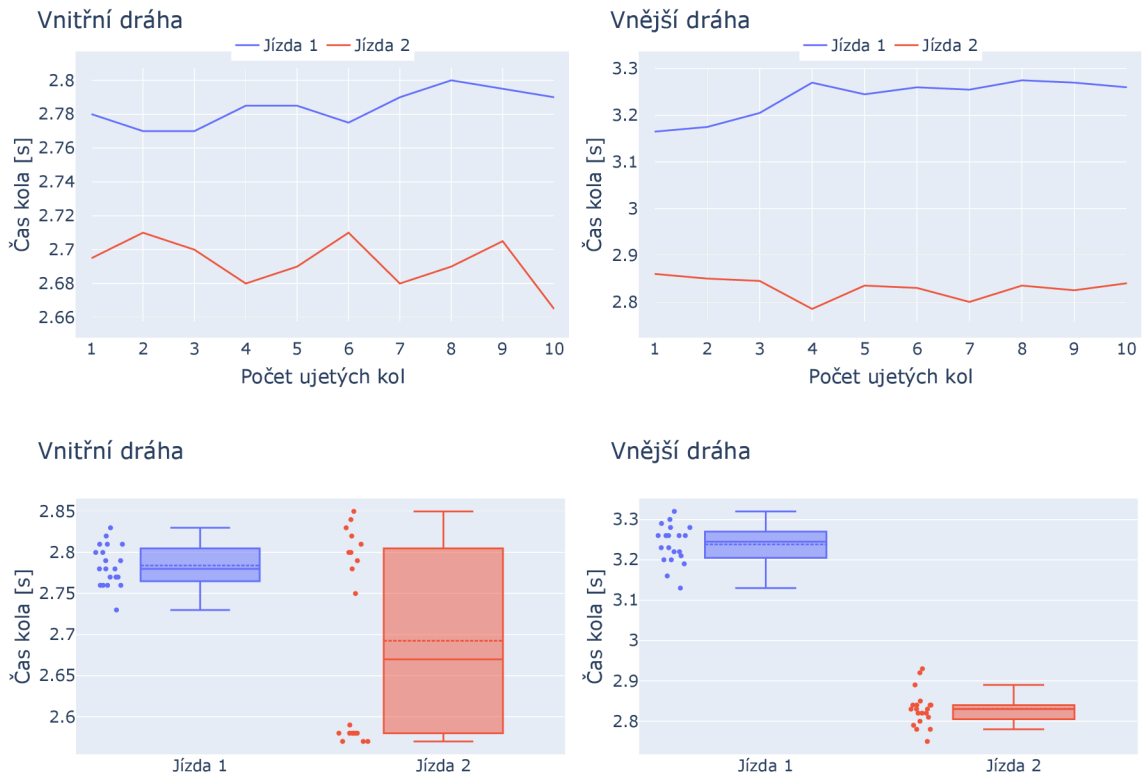 Vnitřní dráha
Jízda 1
Jízda 2
2.8
2.78
2.76
2.74
2.72
2.7
2.68
2.66
Čas kola [s]
1 2 3 4 5 6 7 8 9 10
Počet ujetých kol
Vnější dráha
Jízda 1
Jízda 2
3.3
3.2
3.1
3
2.9
2.8
Čas kola [s]
1 2 3 4 5 6 7 8 9 10
Počet ujetých kol
Vnitřní dráha
2.85
2.8
2.75
2.7
2.65
2.6
Čas kola [s]
Jízda 1
Jízda 2
Vnější dráha
3.3
3.2
3.1
3
2.9
2.8
Čas kola [s]
Jízda 1
Jízda 2